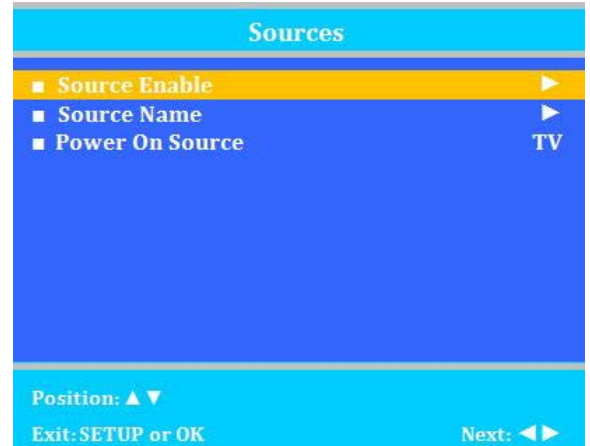 Sources
■ Source Enable ▶
■ Source Name ▶
■ Power On Source TV
Position: ▲ ▼
Exit: SETUP or OK Next: ◀ ▶